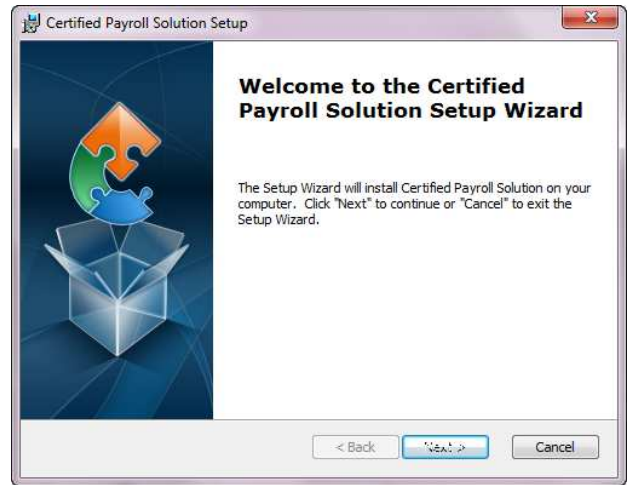 Certified Payroll Solution Setup
Welcome to the Certified
Payroll Solution Setup Wizard
The Setup Wizard will install Certified Payroll Solution on your
computer. Click "Next" to continue or "Cancel" to exit the
Setup Wizard.
< Back Next > Cancel